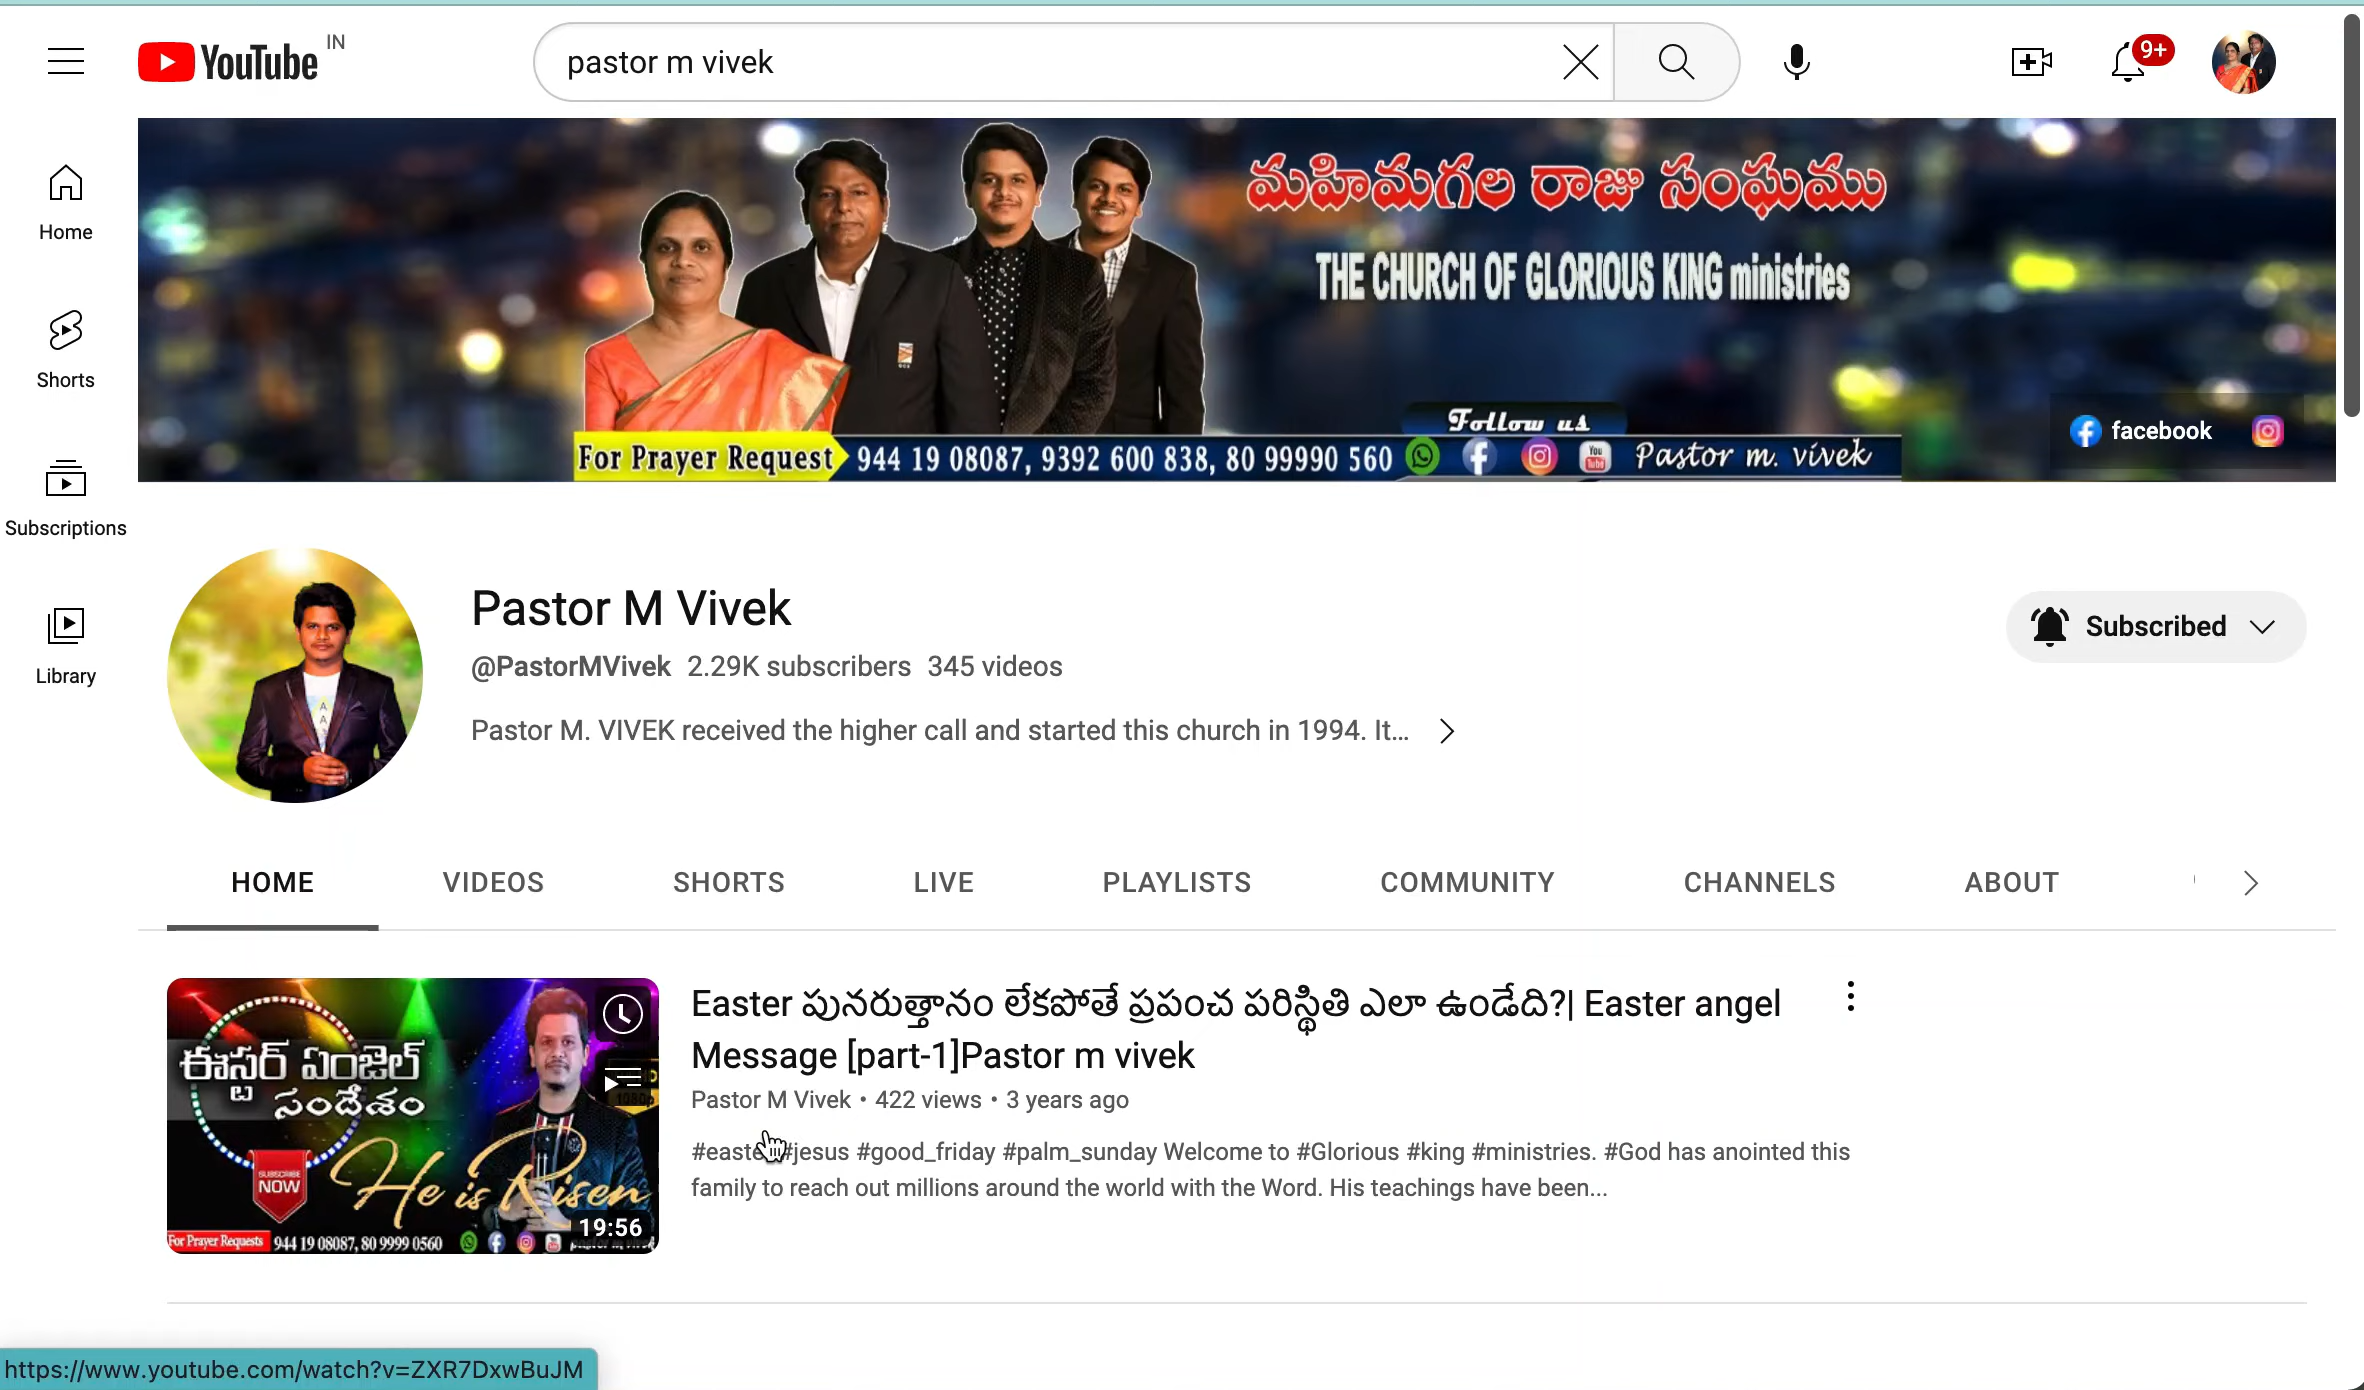 YouTube IN
pastor m vivek
9+
Home
Shorts
Subscriptions
Library
మహిమగల రాజు సంఘము
THE CHURCH OF GLORIOUS KING ministries
Follow us
For Prayer Request 944 19 08087, 9392 600 838, 80 99990 560 Pastor m. vivek
facebook
Pastor M Vivek
@PastorMVivek 2.29K subscribers 345 videos
Pastor M. VIVEK received the higher call and started this church in 1994. It...
Subscribed
HOME VIDEOS SHORTS LIVE PLAYLISTS COMMUNITY CHANNELS ABOUT
ఈస్టర్ ఏంజెల్
సందేశం
SUBSCRIBE
NOW
He is Risen
19:56
For Prayer Requests 944 19 08087, 80 9999 0560 pastor m vivek
Easter పునరుత్తానం లేకపోతే ప్రపంచ పరిస్థితి ఎలా ఉండేది?| Easter angel
Message [part-1]Pastor m vivek
Pastor M Vivek • 422 views • 3 years ago
#easter #jesus #good_friday #palm_sunday Welcome to #Glorious #king #ministries. #God has anointed this
family to reach out millions around the world with the Word. His teachings have been...
https://www.youtube.com/watch?v=ZXR7DxwBuJM